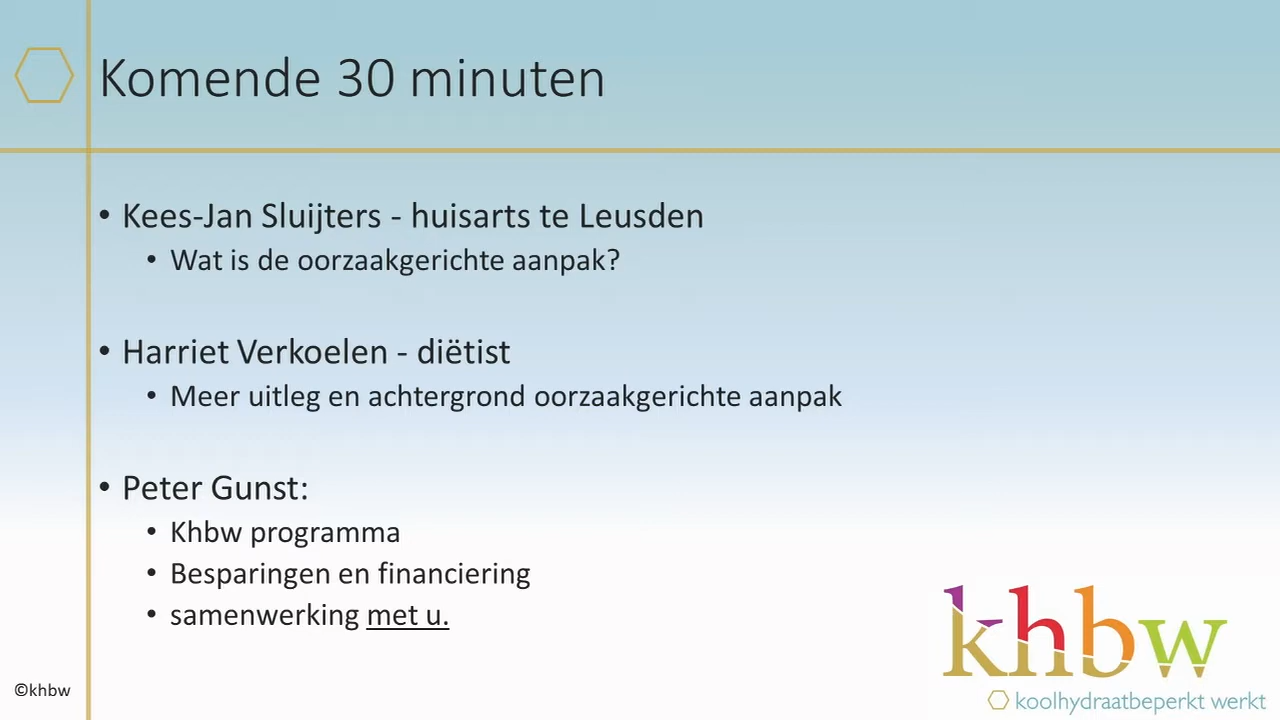 Komende 30 minuten
• Kees-Jan Sluijters - huisarts te Leusden
• Wat is de oorzaakgerichte aanpak?
• Harriet Verkoelen - diëtist
• Meer uitleg en achtergrond oorzaakgerichte aanpak
• Peter Gunst:
• Khbw programma
• Besparingen en financiering
• samenwerking met u.
khbw
koolhydraatbeperkt werkt
©khbw